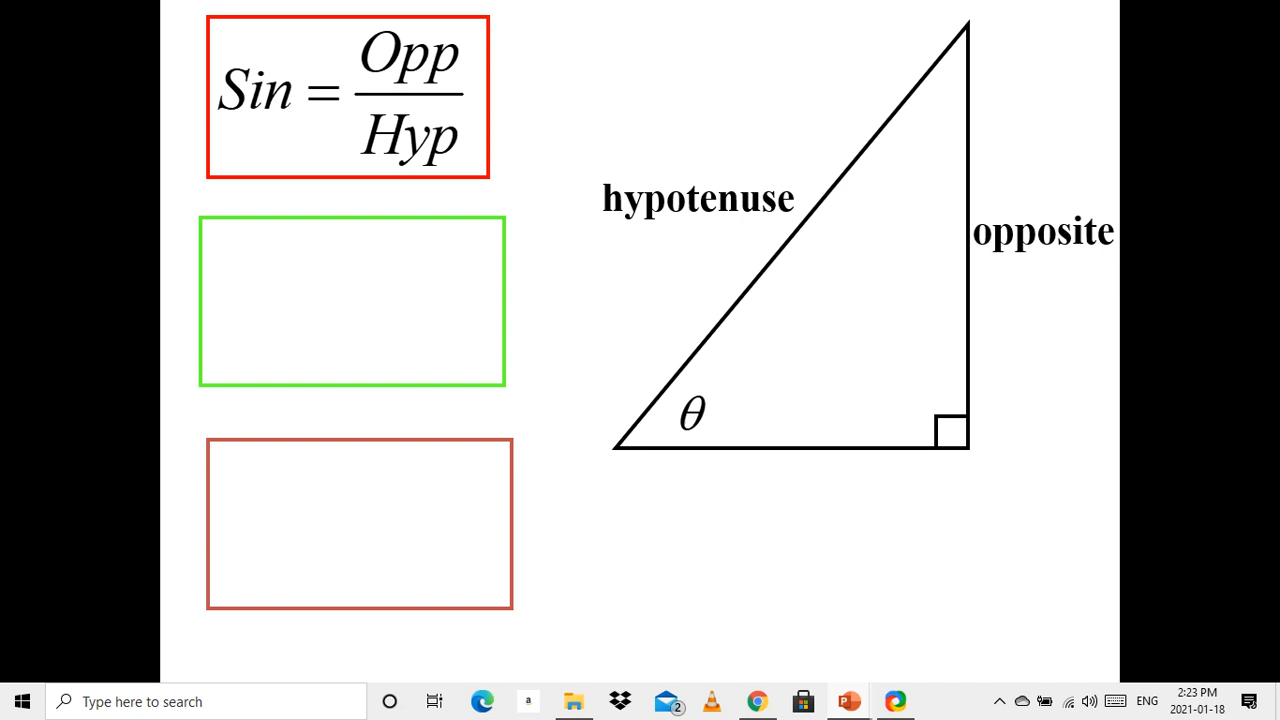 Sin = Opp
Hyp
hypotenuse
opposite
θ
Type here to search
a
2
ENG
2:23 PM
2021-01-18